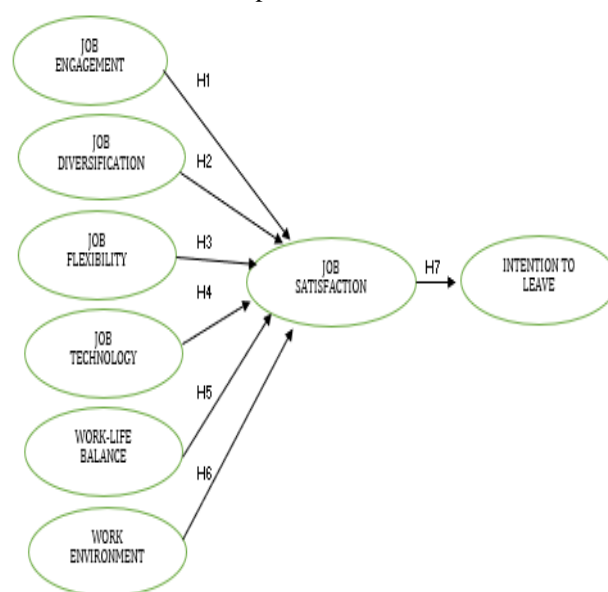 JOB
ENGAGEMENT
H1
JOB
DIVERSIFICATION
H2
JOB
FLEXIBILITY
H3
H4
JOB
TECHNOLOGY
H5
WORK-LIFE
BALANCE
H6
WORK
ENVIRONMENT
JOB
SATISFACTION
H7
INTENTION TO
LEAVE